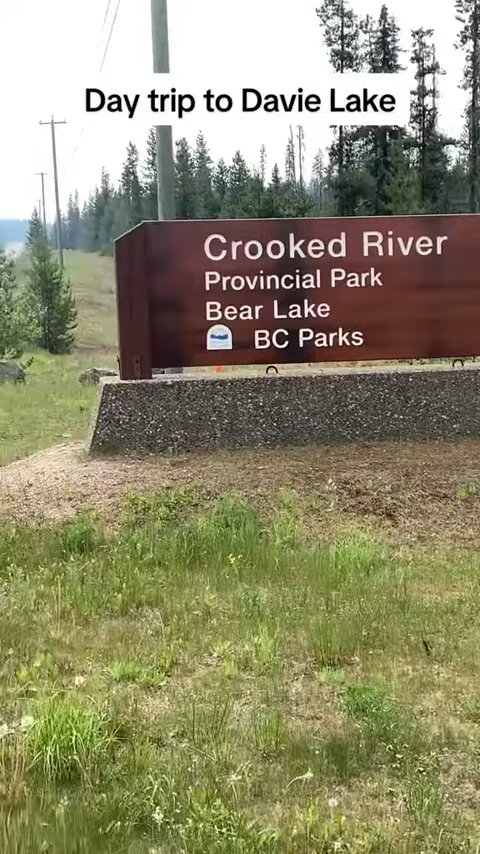 Day trip to Davie Lake
Crooked River
Provincial Park
Bear Lake
BC Parks